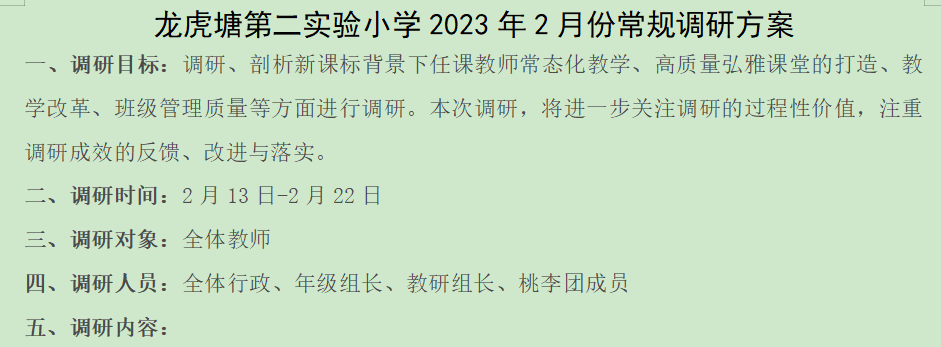 龙虎塘第二实验小学 2023 年 2 月份常规调研方案
一、调研目标：调研、剖析新课标背景下任课教师常态化教学、高质量弘雅课堂的打造、教
学改革、班级管理质量等方面进行调研。本次调研，将进一步关注调研的过程性价值，注重
调研成效的反馈、改进与落实。
二、调研时间：2 月 13 日-2 月 22 日
三、调研对象：全体教师
四、调研人员：全体行政、年级组长、教研组长、桃李团成员
五、调研内容：